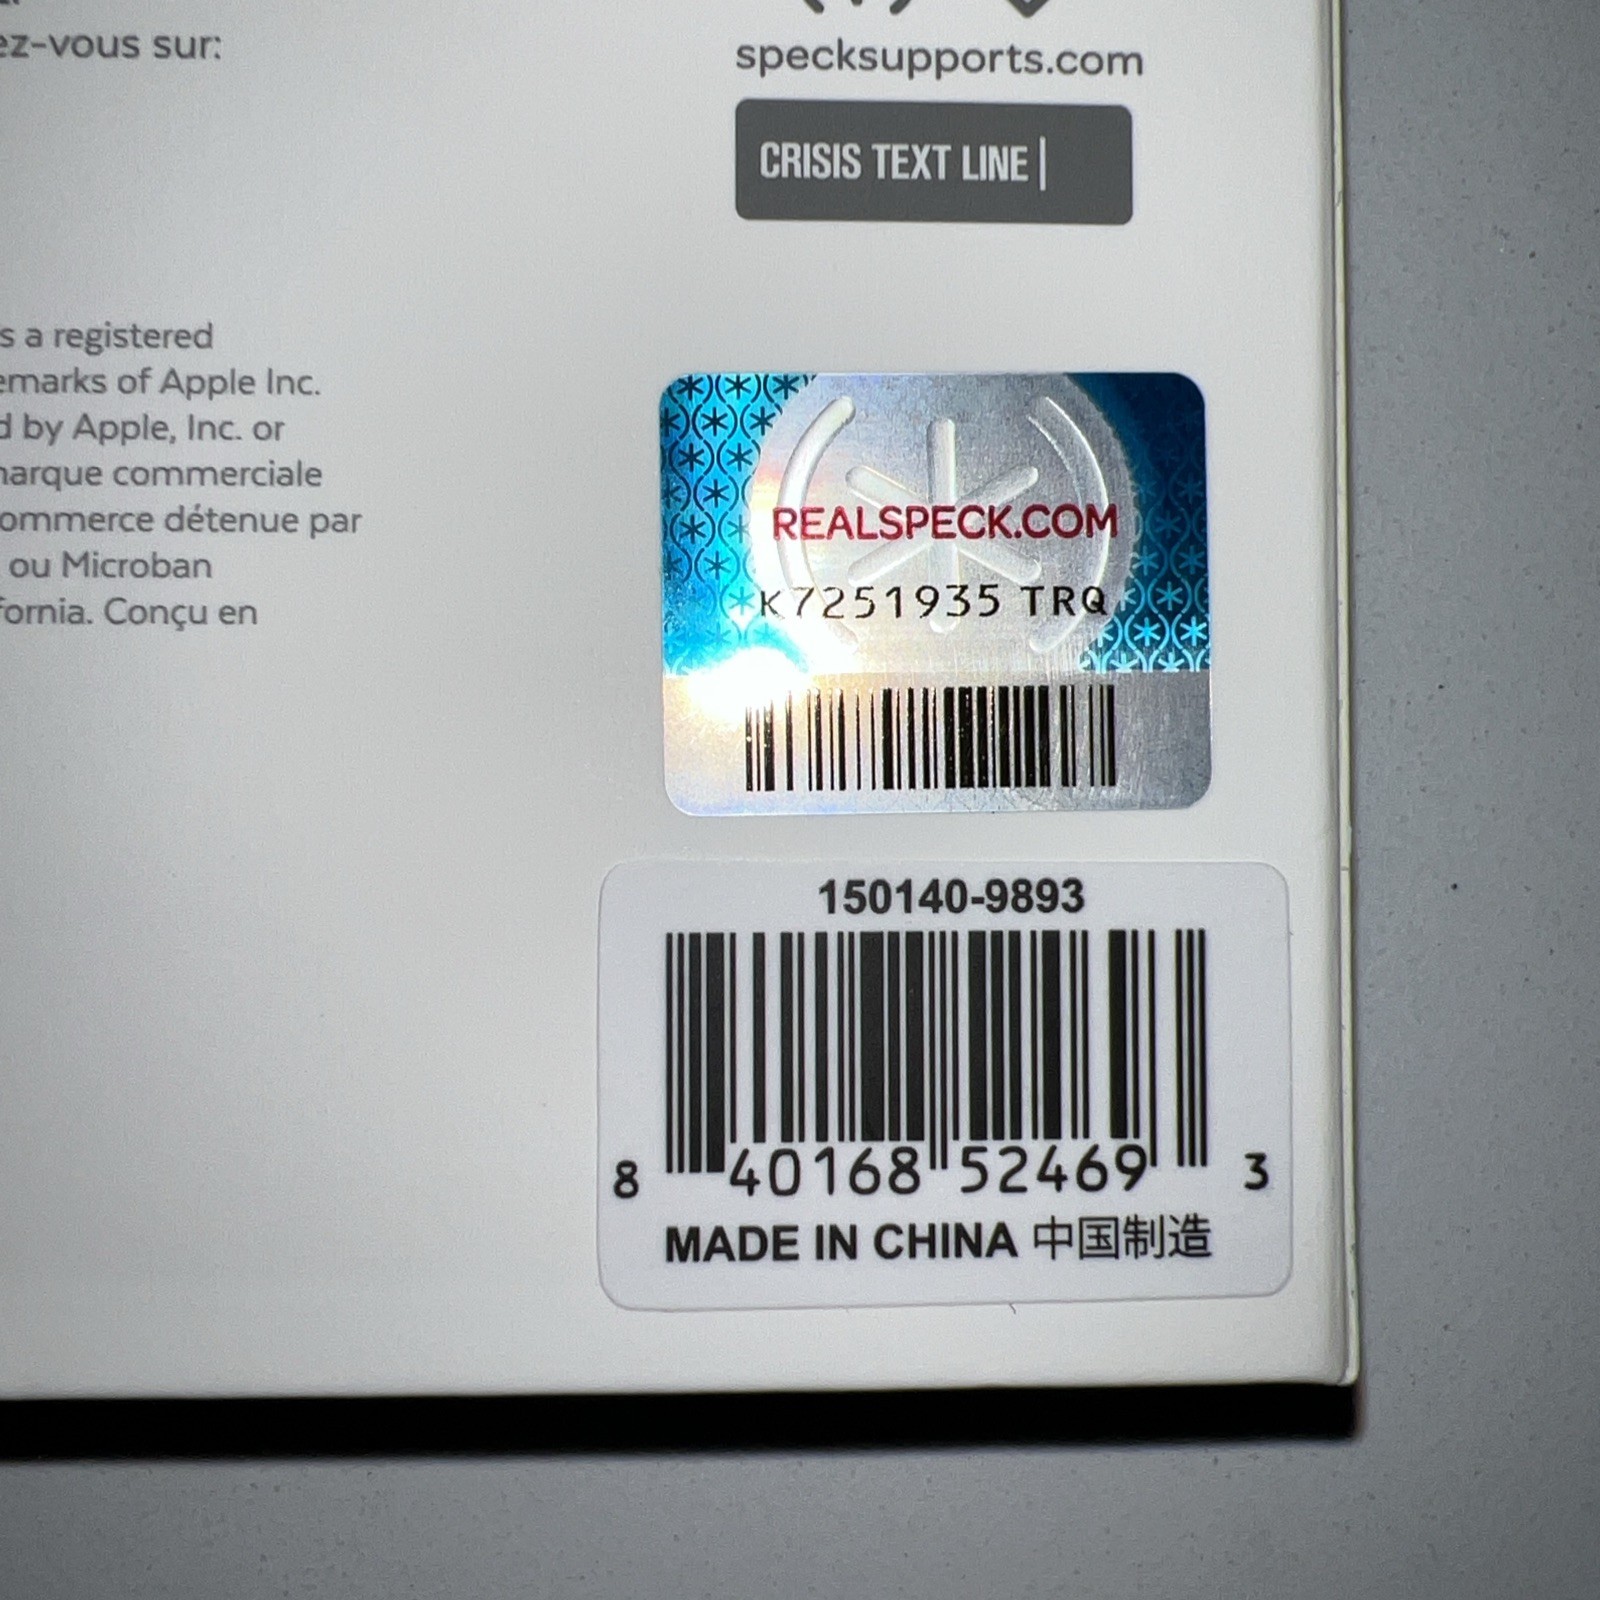 ez-vous sur:
specksupports.com
CRISIS TEXT LINE |
s a registered
emarks of Apple Inc.
d by Apple, Inc. or
marque commerciale
ommerce détenue par
ou Microban
fornia. Conçu en
REALSPECK.COM
K7251935 TRQ
150140-9893
8 40168 52469 3
MADE IN CHINA 中国制造